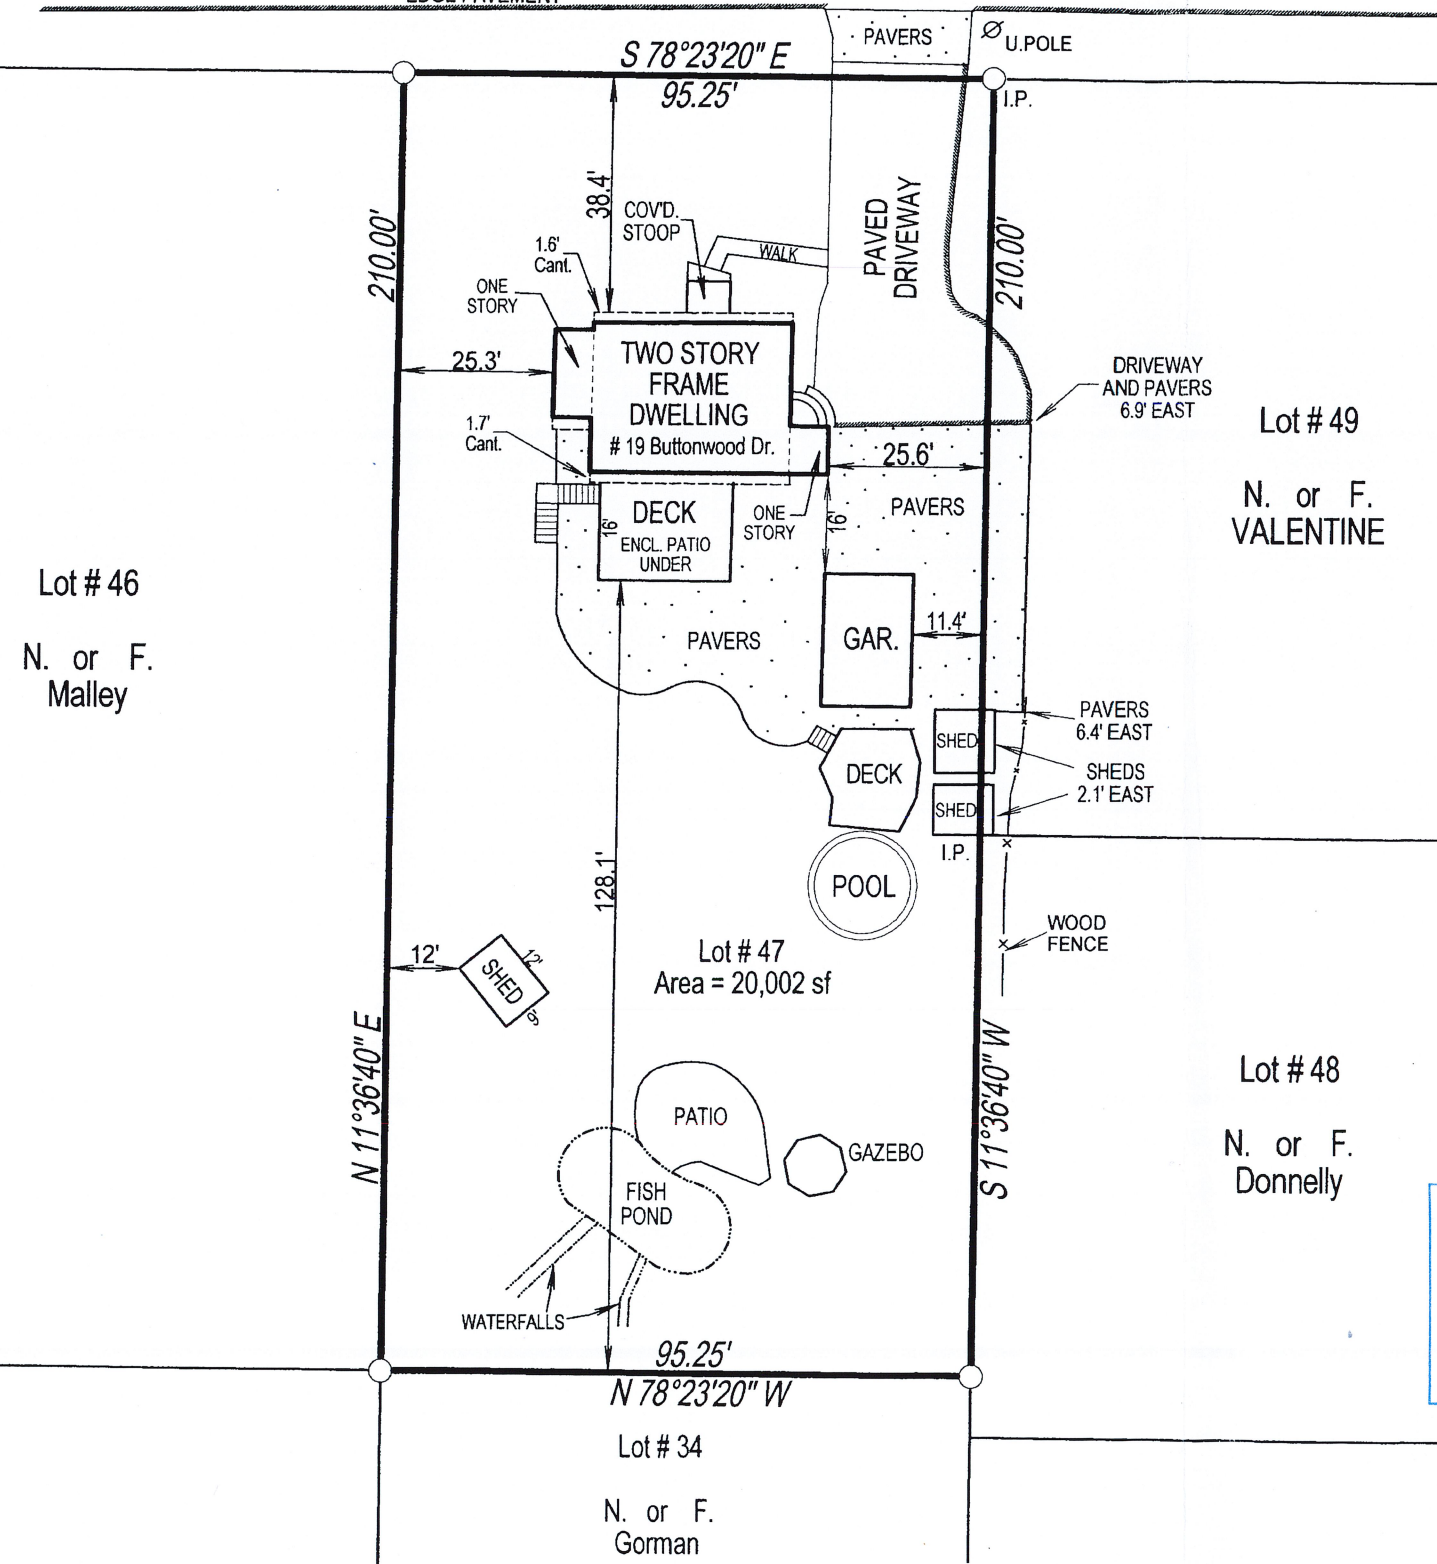 EDGE PAVEMENT
PAVERS
U.POLE
S 78°23'20" E
95.25'
I.P.
38.4'
COV'D.
STOOP
WALK
PAVED
DRIVEWAY
210.00'
210.00'
1.6'
Cant.
ONE
STORY
TWO STORY
FRAME
DWELLING
# 19 Buttonwood Dr.
25.3'
1.7'
Cant.
DRIVEWAY
AND PAVERS
6.9' EAST
Lot # 49
N. or F.
VALENTINE
25.6'
PAVERS
DECK
16'
ENCL. PATIO
UNDER
ONE
STORY
16'
Lot # 46
N. or F.
Malley
PAVERS
GAR.
11.4'
PAVERS
6.4' EAST
SHED
SHEDS
2.1' EAST
DECK
SHED
I.P.
POOL
128.1'
WOOD
FENCE
Lot # 47
Area = 20,002 sf
12'
SHED
12'
9'
N 11°36'40" E
S 11°36'40" W
Lot # 48
N. or F.
Donnelly
PATIO
GAZEBO
FISH
POND
WATERFALLS
95.25'
N 78°23'20" W
Lot # 34
N. or F.
Gorman